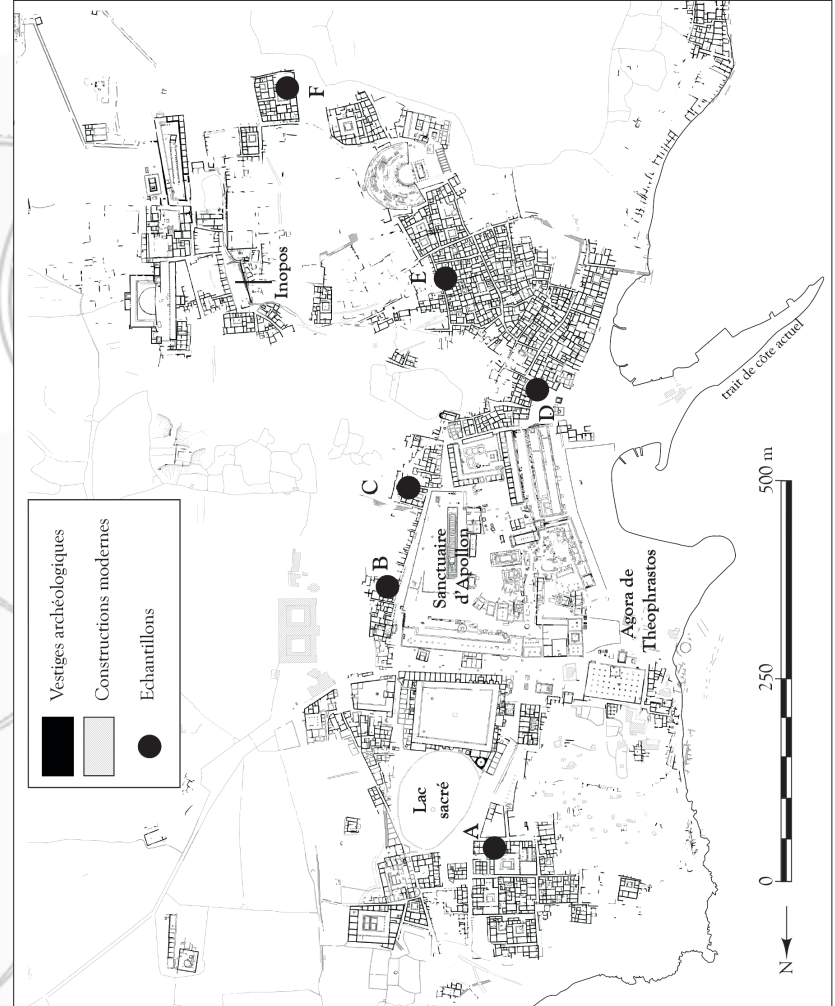 Vestiges archéologiques
Constructions modernes
Echantillons
F
Inopos
E
D
C
B
Sanctuaire
d'Apollon
Agora de
Theophrastos
Lac
sacré
A
trait de côte actuel
0
250
500 m
N